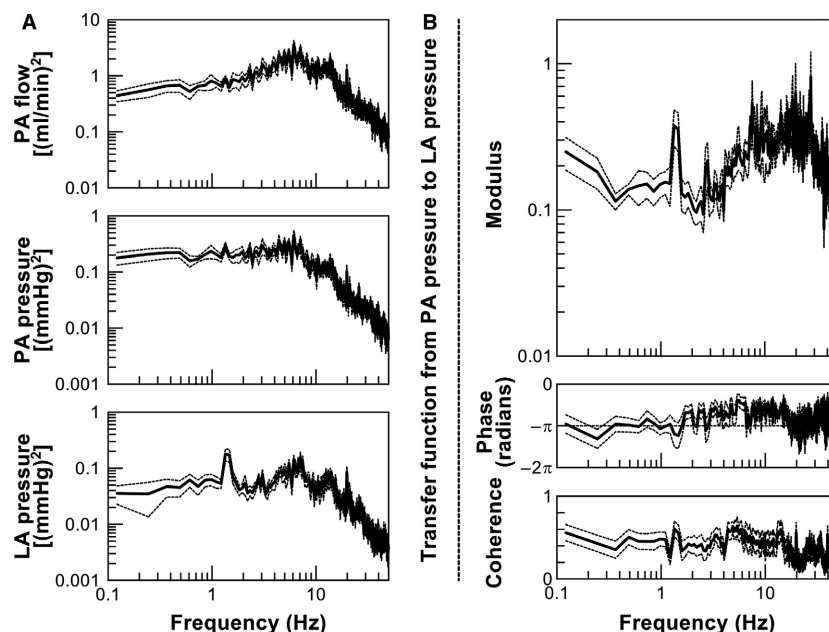 A
PA flow
[(ml/min)²]
10
1
0.1
0.01
PA pressure
[(mmHg)²]
1
0.1
0.01
0.001
LA pressure
[(mmHg)²]
1
0.1
0.01
0.001
0.1 1 10
Frequency (Hz)
Transfer function from PA pressure to LA pressure
B
Modulus
1
0.1
0.01
Phase
(radians)
0
−π
−2π
Coherence
1
0
0.1 1 10
Frequency (Hz)